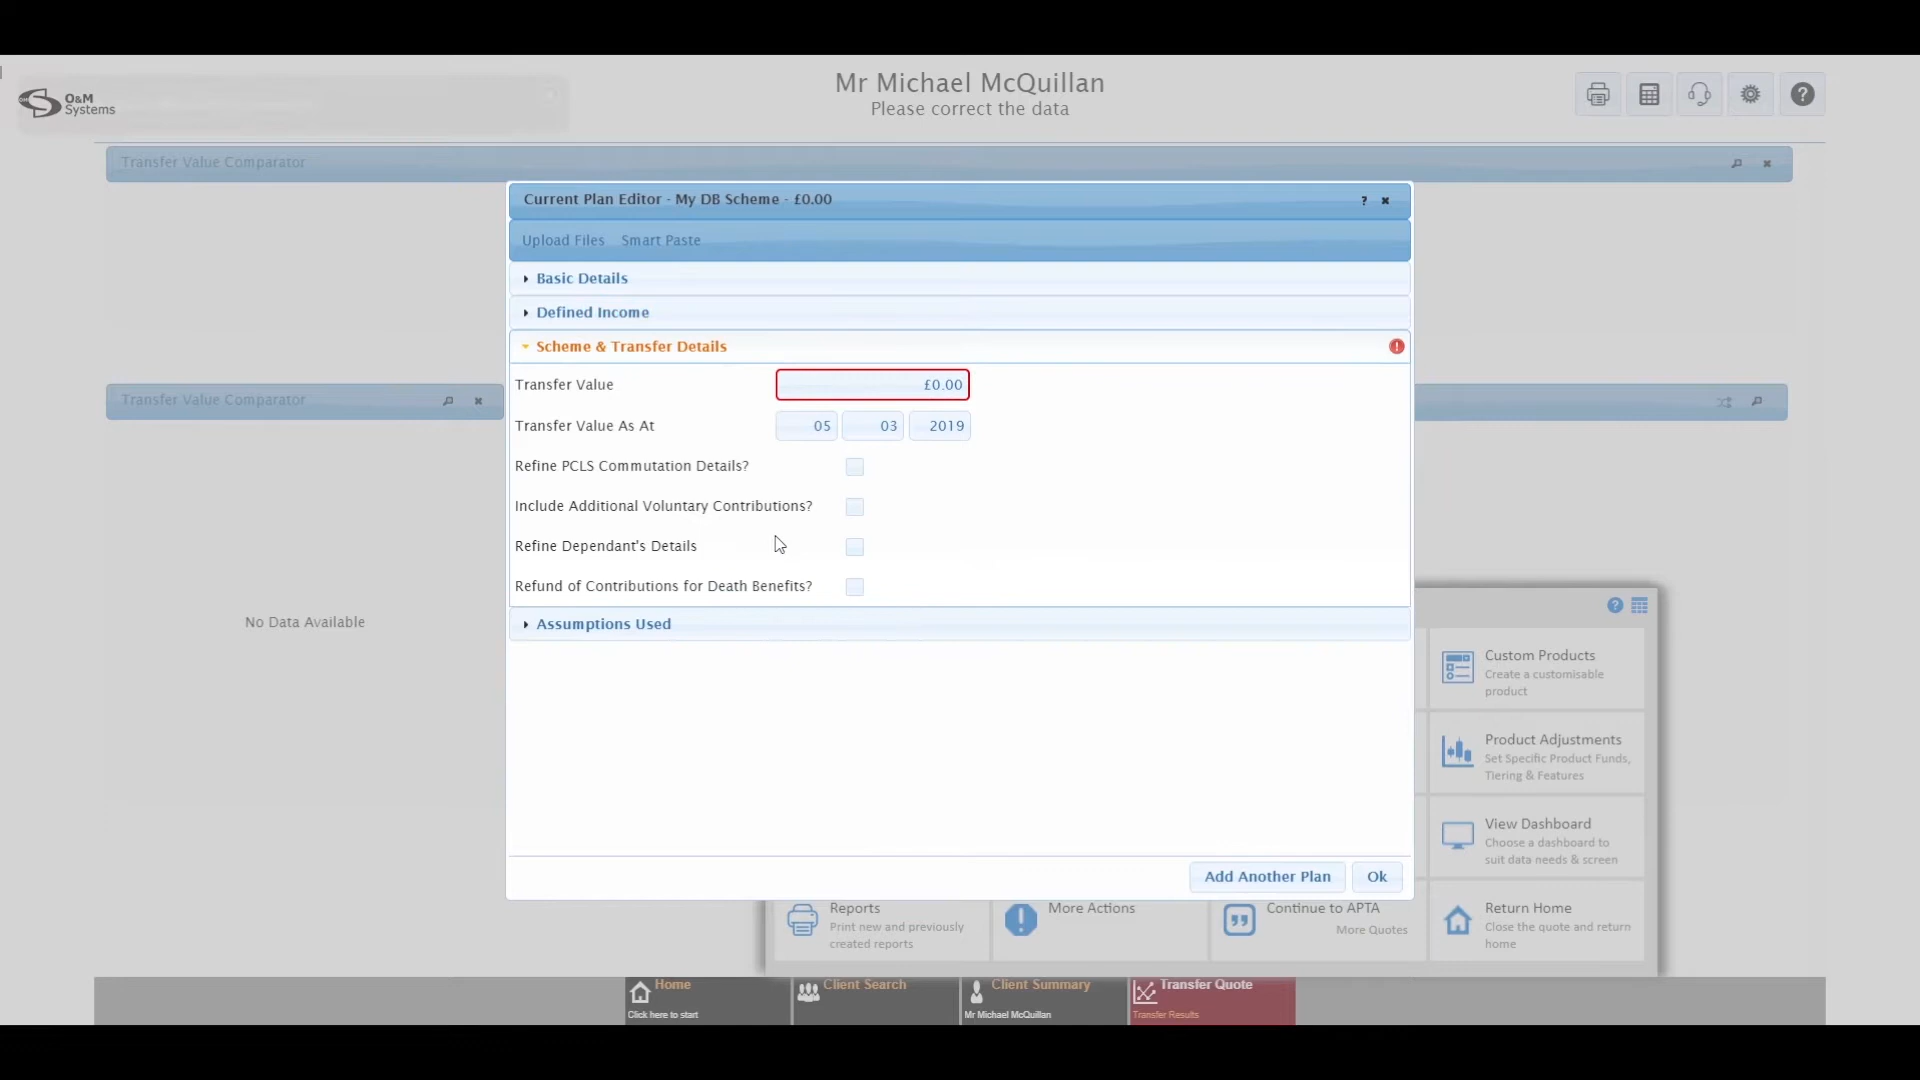 O&M
Systems
Mr Michael McQuillan
Please correct the data
?
Transfer Value Comparator
Current Plan Editor - My DB Scheme - £0.00
?
Upload Files Smart Paste
Basic Details
Defined Income
Scheme & Transfer Details
Transfer Value £0.00
Transfer Value As At 05 03 2019
Refine PCLS Commutation Details?
Include Additional Voluntary Contributions?
Refine Dependant's Details
Refund of Contributions for Death Benefits?
Assumptions Used
Add Another Plan Ok
Transfer Value Comparator
No Data Available
?
Custom Products
Create a customisable
product
Product Adjustments
Set Specific Product Funds,
Tiering & Features
View Dashboard
Choose a dashboard to
suit data needs & screen
Reports
Print new and previously
created reports
More Actions
Continue to APTA
More Quotes
Return Home
Close the quote and return
home
Home
Click here to start
Client Search
Client Summary
Mr Michael McQuillan
Transfer Quote
Transfer Results